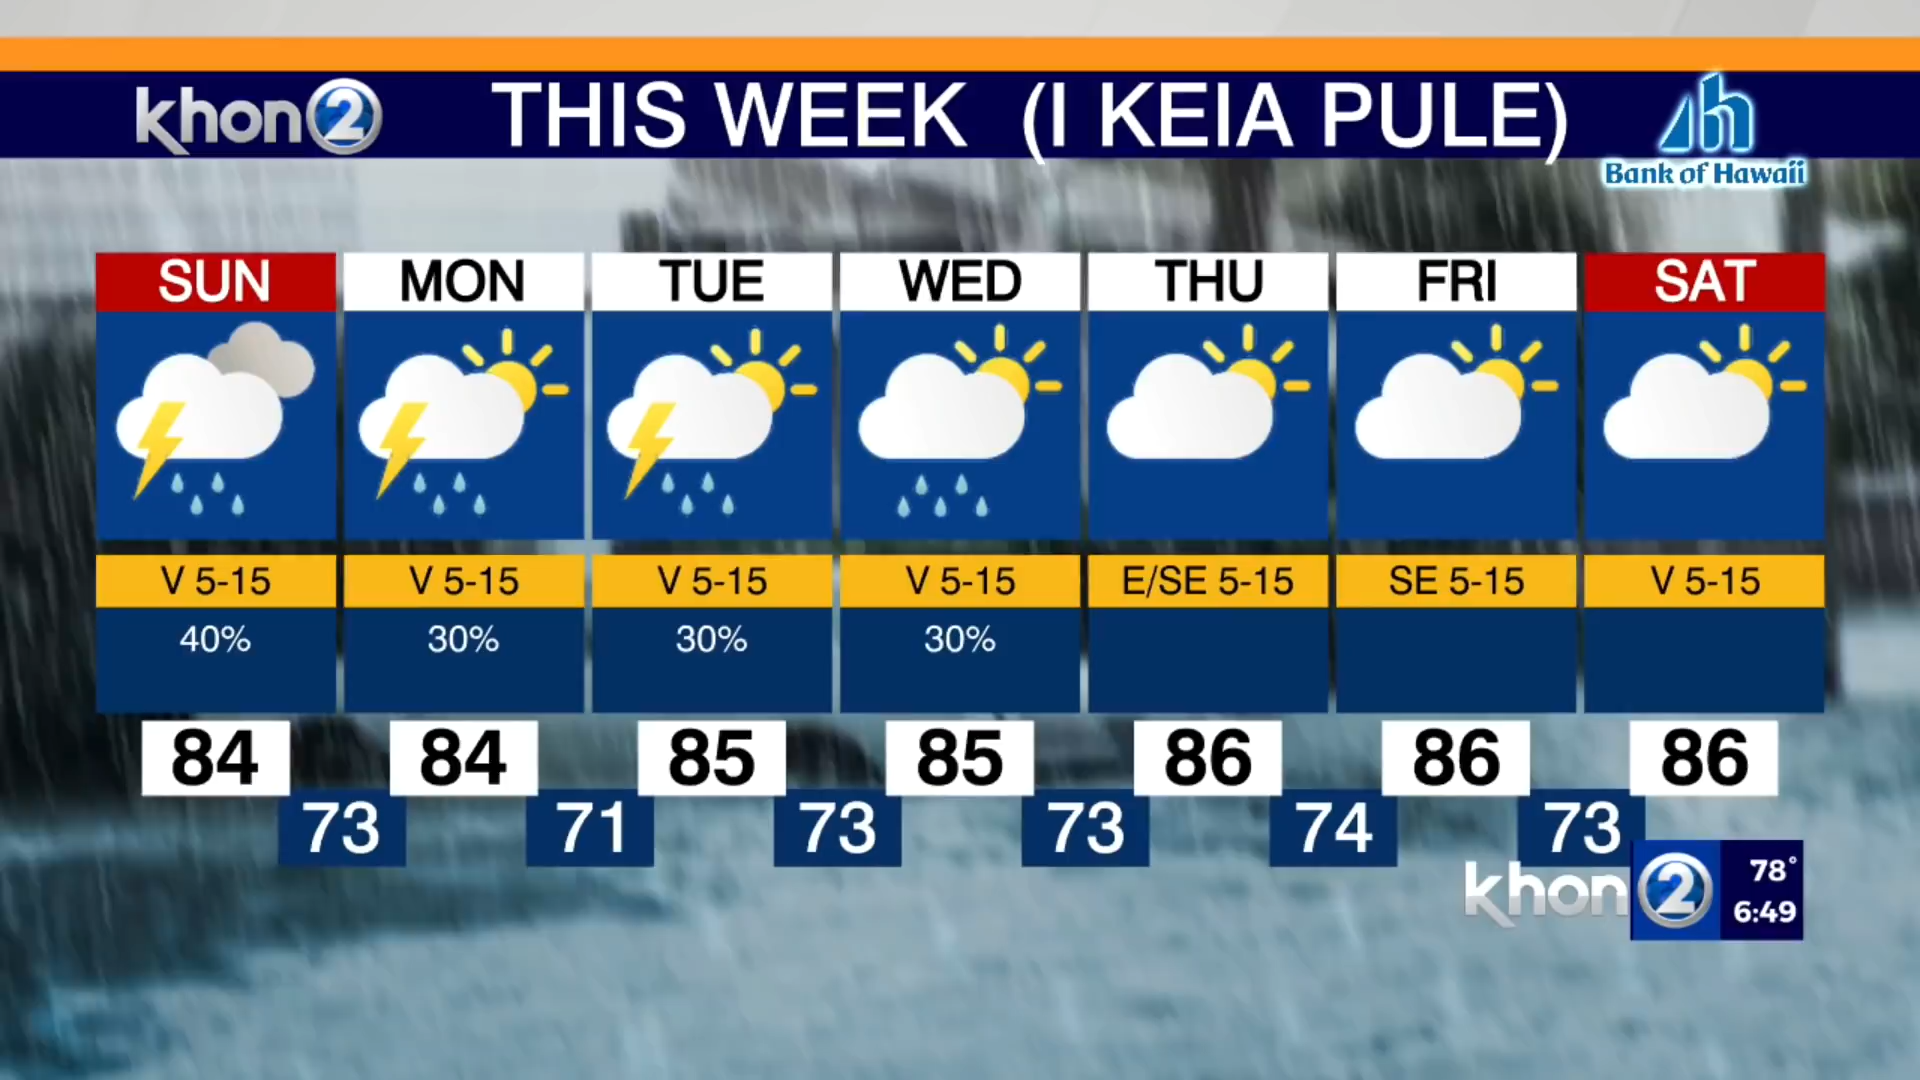 khon2 THIS WEEK (I KEIA PULE)
Bank of Hawaii
SUN MON TUE WED THU FRI SAT
V 5-15 V 5-15 V 5-15 V 5-15 E/SE 5-15 SE 5-15 V 5-15
40% 30% 30% 30%
84 84 85 85 86 86 86
73 71 73 73 74 73
khon 2 78°
6:49